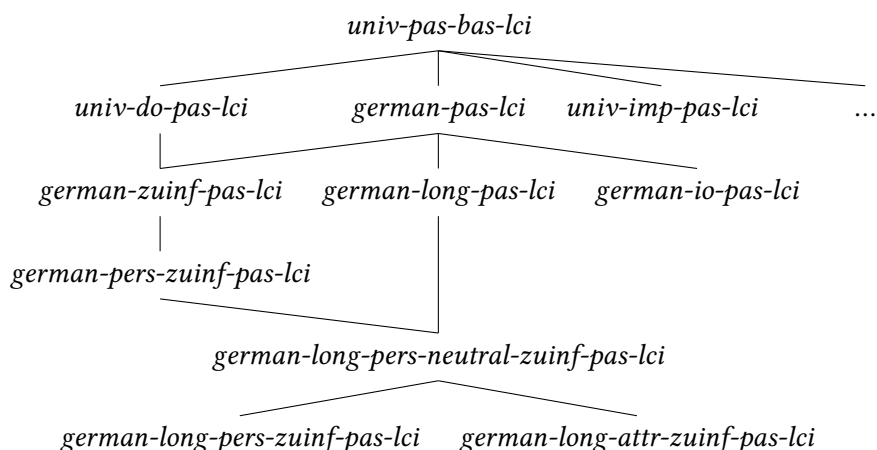 univ-pas-bas-lci
univ-do-pas-lci german-pas-lci univ-imp-pas-lci ...
german-zuinf-pas-lci german-long-pas-lci german-io-pas-lci
german-pers-zuinf-pas-lci
german-long-pers-neutral-zuinf-pas-lci
german-long-pers-zuinf-pas-lci german-long-attr-zuinf-pas-lci